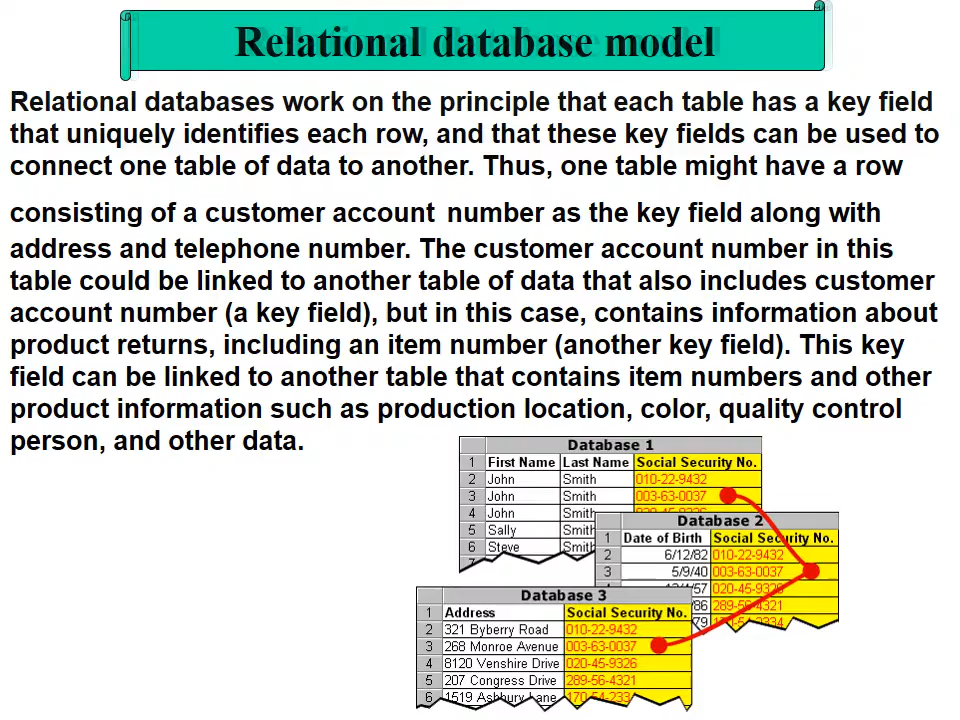 Relational database model
Relational databases work on the principle that each table has a key field
that uniquely identifies each row, and that these key fields can be used to
connect one table of data to another. Thus, one table might have a row
consisting of a customer account number as the key field along with
address and telephone number. The customer account number in this
table could be linked to another table of data that also includes customer
account number (a key field), but in this case, contains information about
product returns, including an item number (another key field). This key
field can be linked to another table that contains item numbers and other
product information such as production location, color, quality control
person, and other data.
Database 1
1 First Name Last Name Social Security No.
2 John Smith 010-22-9432
3 John Smith 003-63-0037
4 John Smith
5 Sally Smith
6 Steve Smith
Database 2
1 Date of Birth Social Security No.
2 6/12/82 010-22-9432
3 5/9/40 003-63-0037
020-45-9326
289-56-4321
Database 3
1 Address Social Security No.
2 321 Byberry Road 010-22-9432
3 268 Monroe Avenue 003-63-0037
4 8120 Venshire Drive 020-45-9326
5 207 Congress Drive 289-56-4321
6 1519 Ashbury Lane 170-54-233